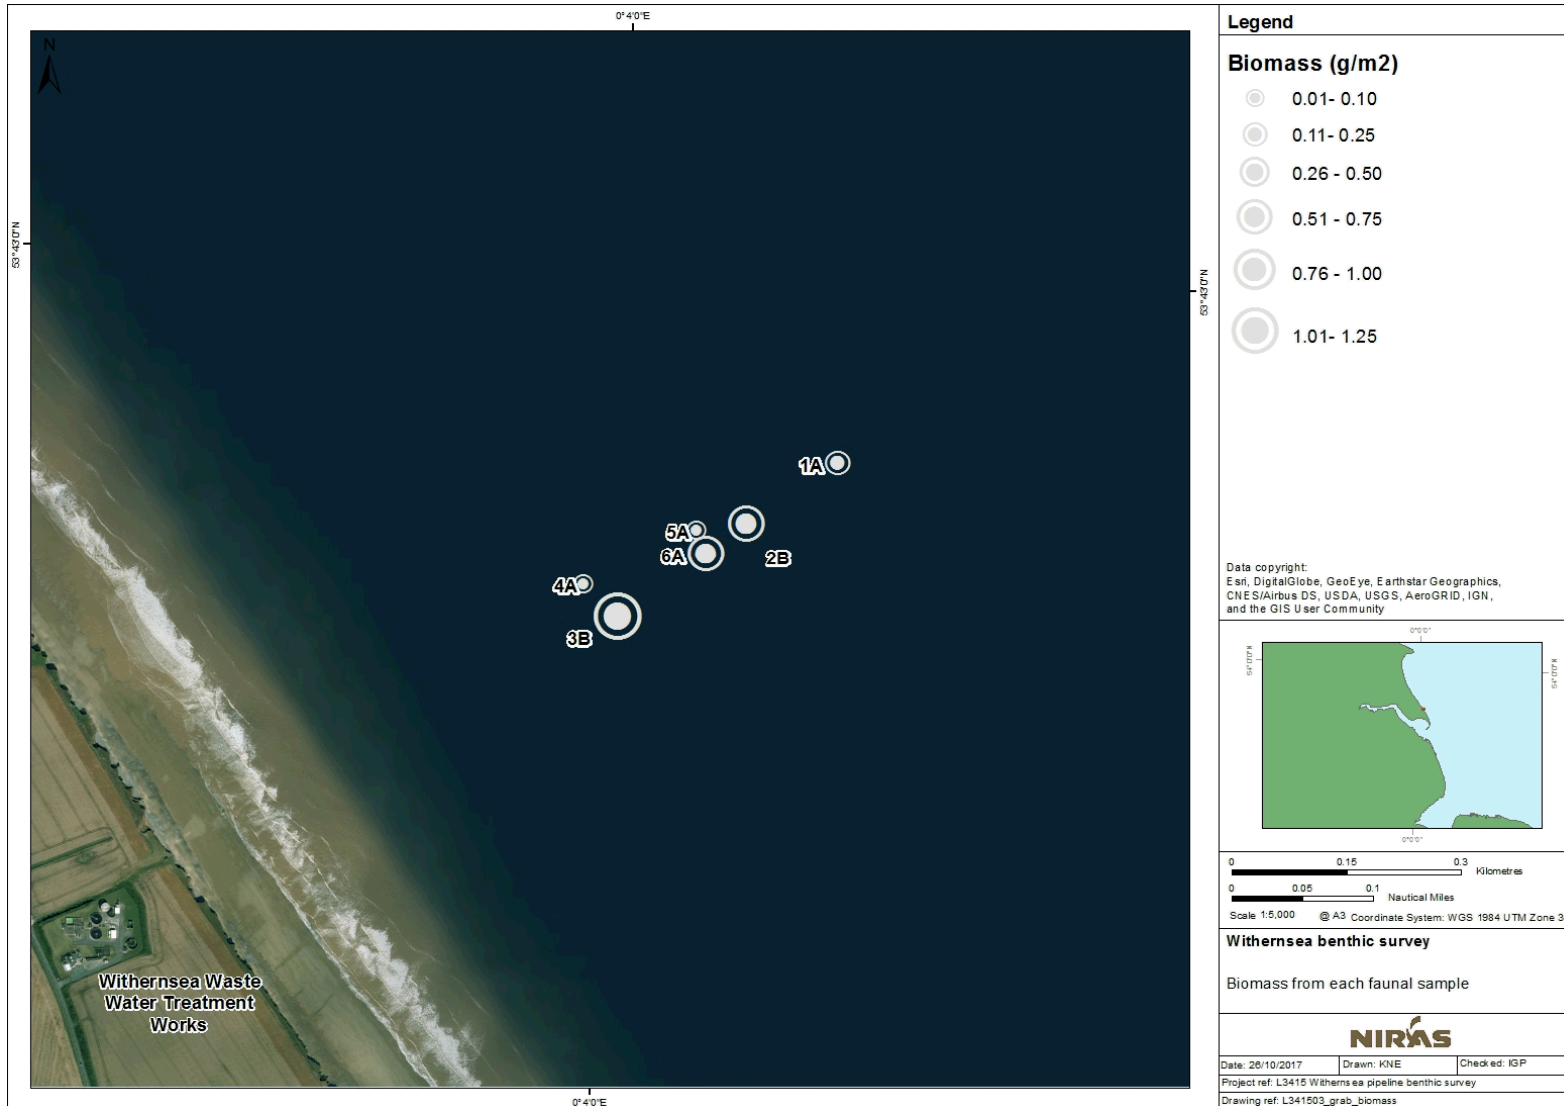 0°4'0"E
N
53°43'0"N
53°43'0"N
1A
5A
2B
6A
4A
3B
Withernsea Waste
Water Treatment
Works
0°4'0"E
Legend
Biomass (g/m2)
0.01- 0.10
0.11- 0.25
0.26 - 0.50
0.51 - 0.75
0.76 - 1.00
1.01- 1.25
Data copyright:
Esri, DigitalGlobe, GeoEye, Earthstar Geographics,
CNES/Airbus DS, USDA, USGS, AeroGRID, IGN,
and the GIS User Community
0°0'0"
54°0'0"N
54°0'0"N
0°0'0"
0 0.15 0.3
Kilometres
0 0.05 0.1
Nautical Miles
Scale 1:5,000 @ A3 Coordinate System: WGS 1984 UTM Zone 3
Withernsea benthic survey
Biomass from each faunal sample
NIRAS
Date: 26/10/2017 Drawn: KNE Checked: IGP
Project ref: L3415 Withernsea pipeline benthic survey
Drawing ref: L341503_grab_biomass